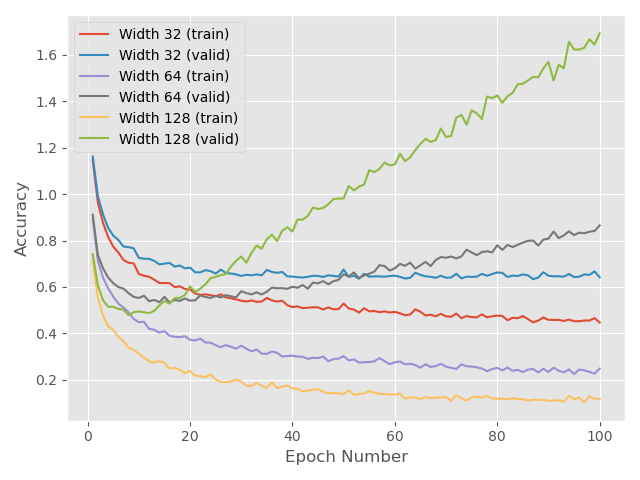 Width 32 (train)
Width 32 (valid)
Width 64 (train)
Width 64 (valid)
Width 128 (train)
Width 128 (valid)
1.6
1.4
1.2
1.0
0.8
0.6
0.4
0.2
Accuracy
0 20 40 60 80 100
Epoch Number